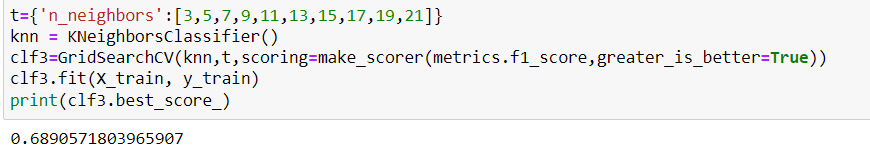 t={'n_neighbors':[3,5,7,9,11,13,15,17,19,21]}
knn = KNeighborsClassifier()
clf3=GridSearchCV(knn,t,scoring=make_scorer(metrics.f1_score,greater_is_better=True))
clf3.fit(X_train, y_train)
print(clf3.best_score_)
0.6890571803965907